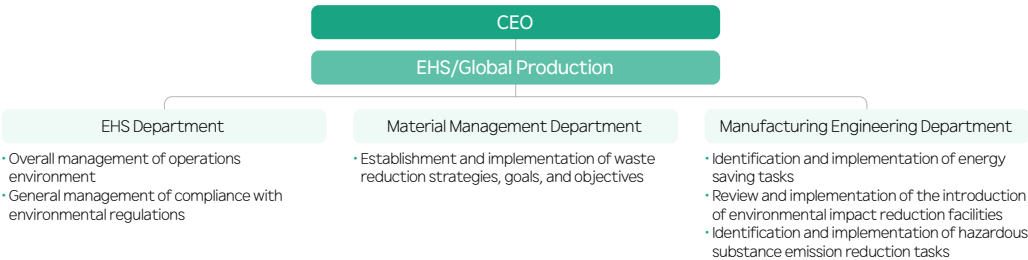 CEO
EHS/Global Production
EHS Department
• Overall management of operations
environment
• General management of compliance with
environmental regulations
Material Management Department
• Establishment and implementation of waste
reduction strategies, goals, and objectives
Manufacturing Engineering Department
• Identification and implementation of energy
saving tasks
• Review and implementation of the introduction
of environmental impact reduction facilities
• Identification and implementation of hazardous
substance emission reduction tasks